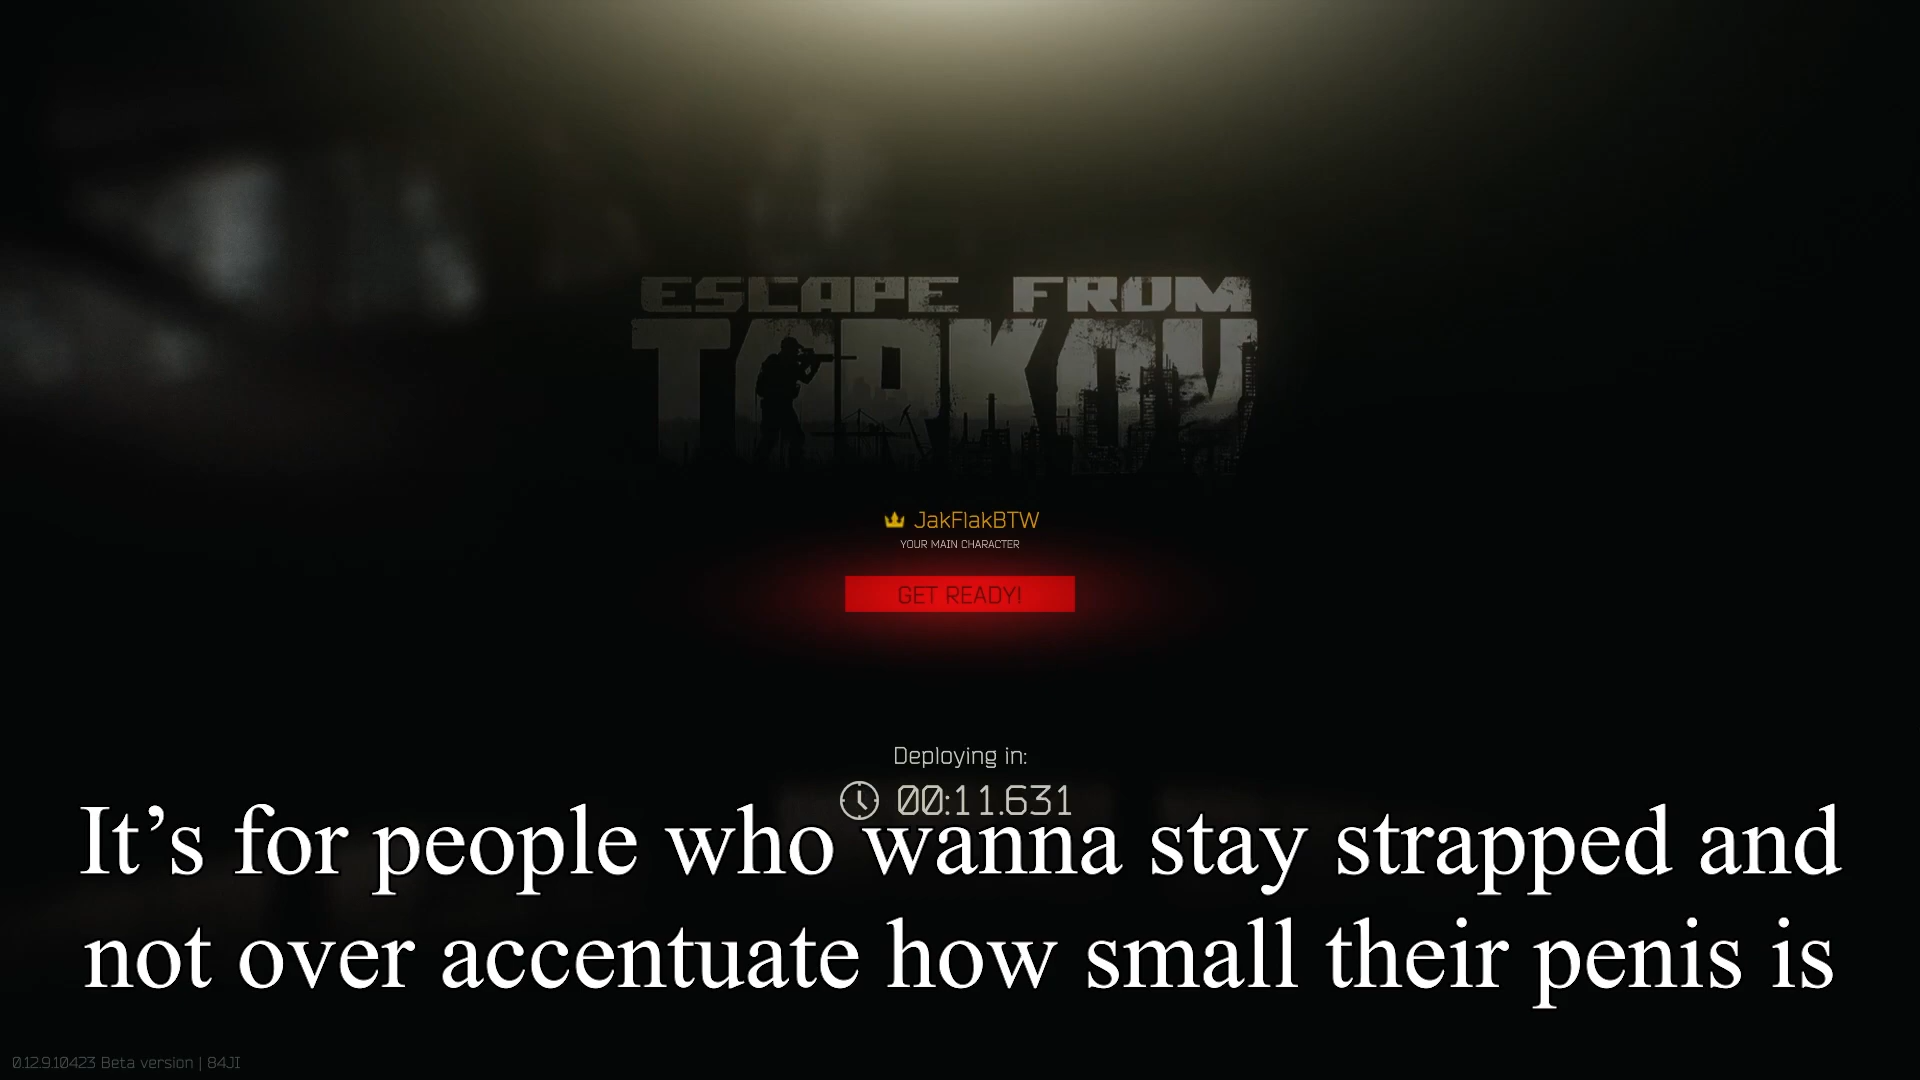 ESCAPE FROM
TARKOV
JakFlakBTW
YOUR MAIN CHARACTER
GET READY!
Deploying in:
00:11.631
It’s for people who wanna stay strapped and
not over accentuate how small their penis is
0.12.9.10423 Beta version | 84JI